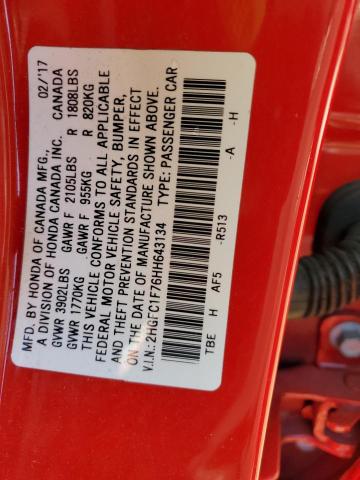 MFD. BY HONDA OF CANADA MFG., 02/'17
A DIVISION OF HONDA CANADA INC. CANADA
GVWR 3902LBS GAWR F 2105LBS R 1808LBS
GVWR 1770KG GAWR F 955KG R 820KG
THIS VEHICLE CONFORMS TO ALL APPLICABLE
FEDERAL MOTOR VEHICLE SAFETY, BUMPER,
AND THEFT PREVENTION STANDARDS IN EFFECT
ON THE DATE OF MANUFACTURE SHOWN ABOVE.
V.I.N.: 2HGFC1F76HH643134 TYPE: PASSENGER CAR
TBE H AF5 -R513 -A -H